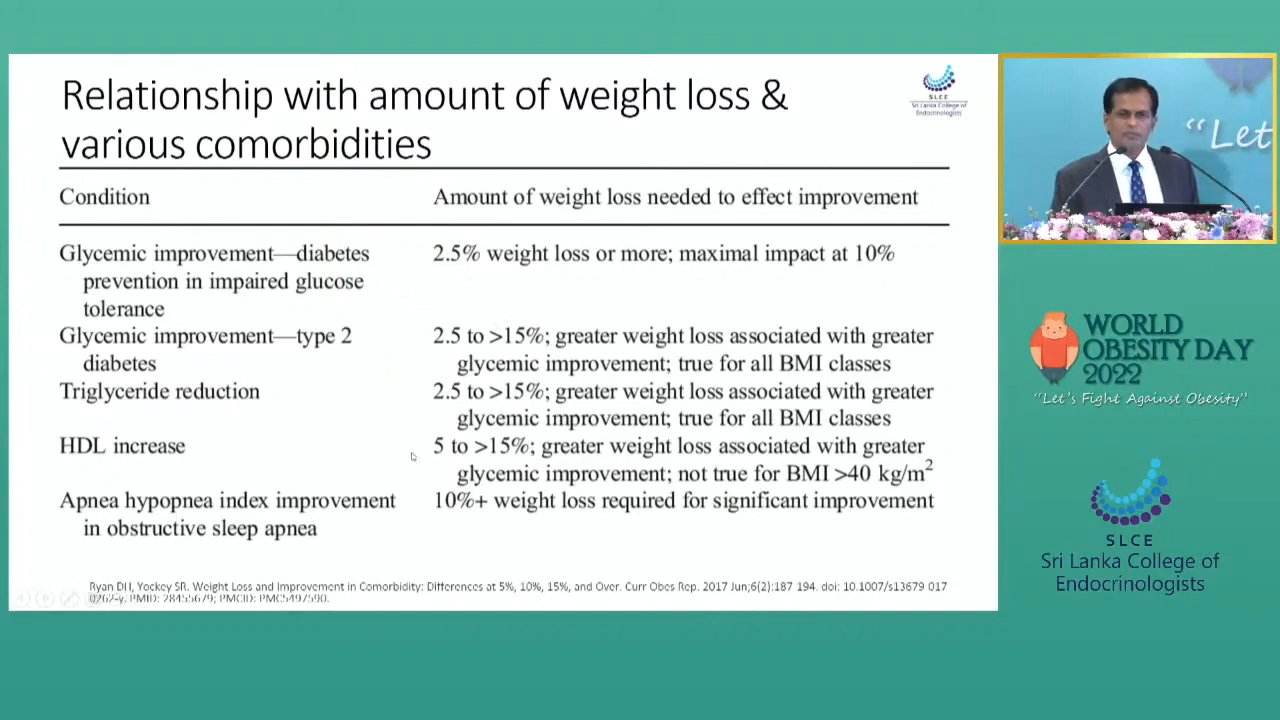 Relationship with amount of weight loss &
various comorbidities
SLCE
Sri Lanka College of
Endocrinologists
Condition Amount of weight loss needed to effect improvement
Glycemic improvement—diabetes 2.5% weight loss or more; maximal impact at 10%
prevention in impaired glucose
tolerance
Glycemic improvement—type 2 2.5 to >15%; greater weight loss associated with greater
diabetes glycemic improvement; true for all BMI classes
Triglyceride reduction 2.5 to >15%; greater weight loss associated with greater
glycemic improvement; true for all BMI classes
HDL increase 5 to >15%; greater weight loss associated with greater
glycemic improvement; not true for BMI >40 kg/m²
Apnea hypopnea index improvement 10%+ weight loss required for significant improvement
in obstructive sleep apnea
Ryan DH, Yockey SR. Weight Loss and Improvement in Comorbidity: Differences at 5%, 10%, 15%, and Over. Curr Obes Rep. 2017 Jun;6(2):187 194. doi: 10.1007/s13679 017
0262-y. PMID: 28455679; PMCID: PMC5497590.
“Let
WORLD
OBESITY DAY
2022
“Let’s Fight Against Obesity”
SLCE
Sri Lanka College of
Endocrinologists